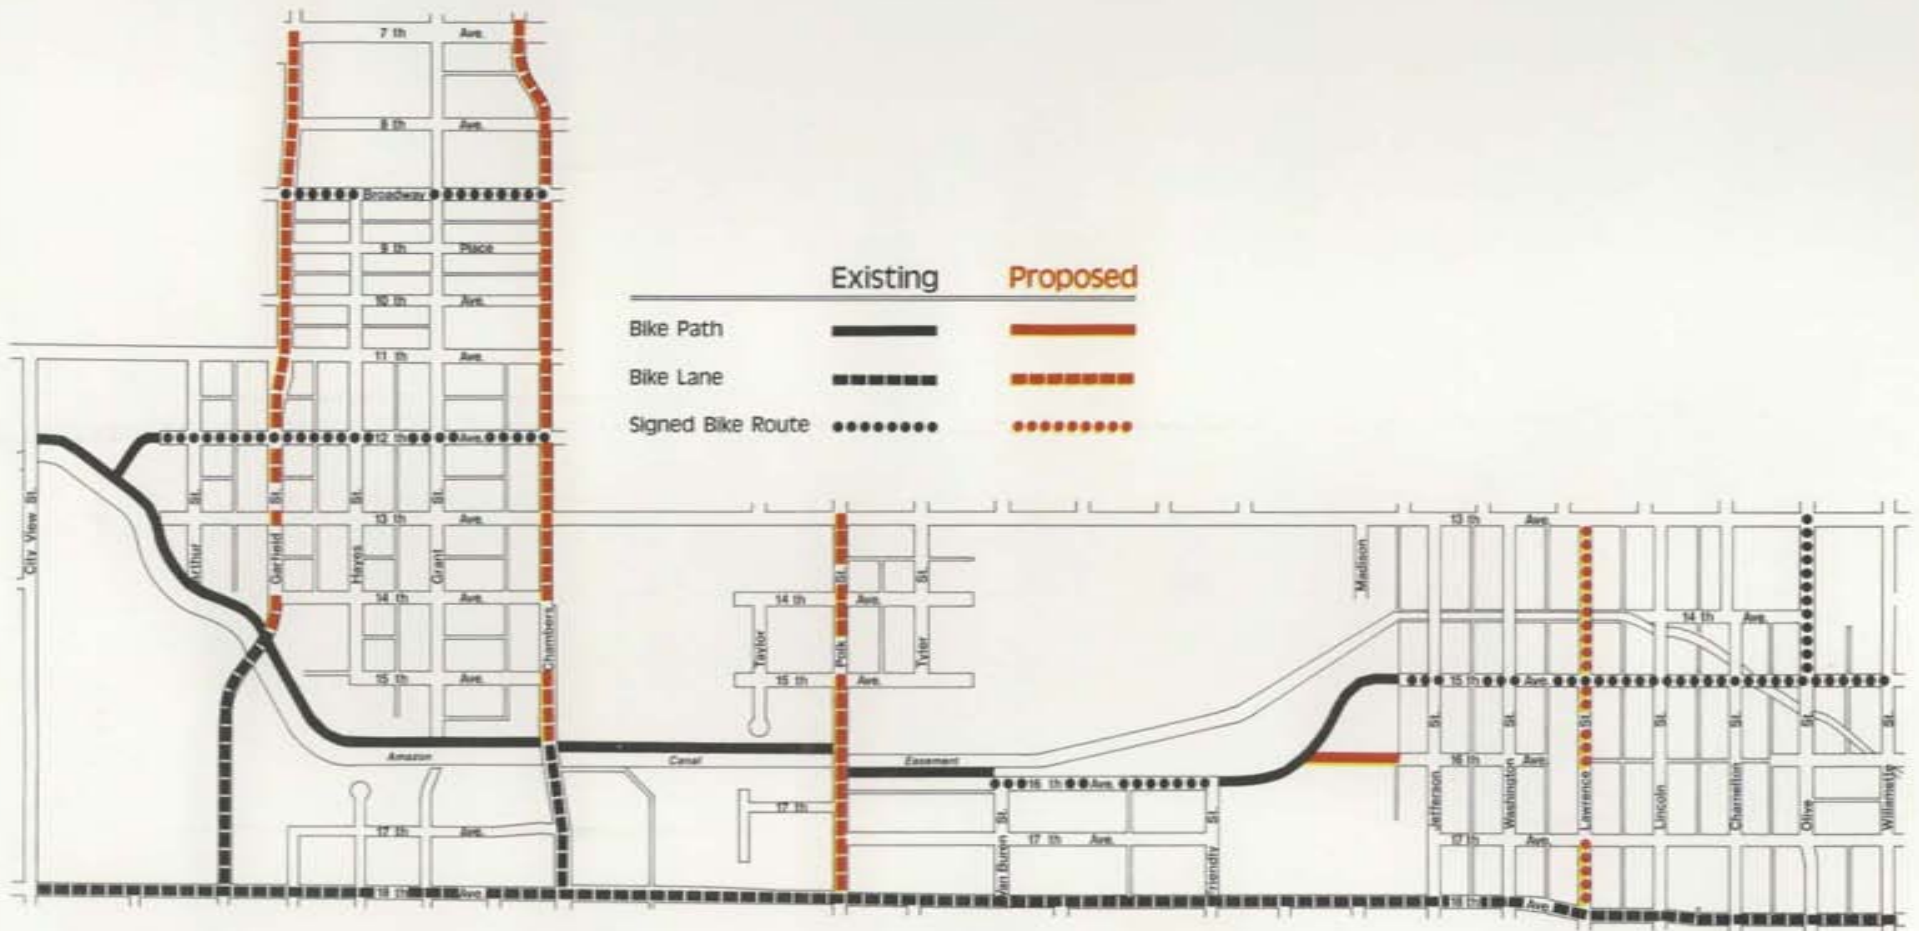 7 th Ave.
8 th Ave.
Broadway
9 th Place
10 th Ave.
11 th Ave.
12 th Ave.
13 th Ave.
14 th Ave.
15 th Ave.
17 th Ave.
18 th Ave.
City View St.
Arthur St.
Garfield St.
Hayes St.
Grant St.
Chambers
Amazon Canal Easement
Existing Proposed
Bike Path
Bike Lane
Signed Bike Route
Taylor
Polk St.
Tyler St.
14 th Ave.
15 th Ave.
17 th
16 th Ave.
17 th Ave.
Van Buren St.
Friendly St.
Madison
13 th Ave.
14 th Ave.
15 th Ave.
16 th Ave.
17 th Ave.
18 th Ave.
Jefferson St.
Washington St.
Lawrence St.
Lincoln St.
Charnelton St.
Olive St.
Willamette St.